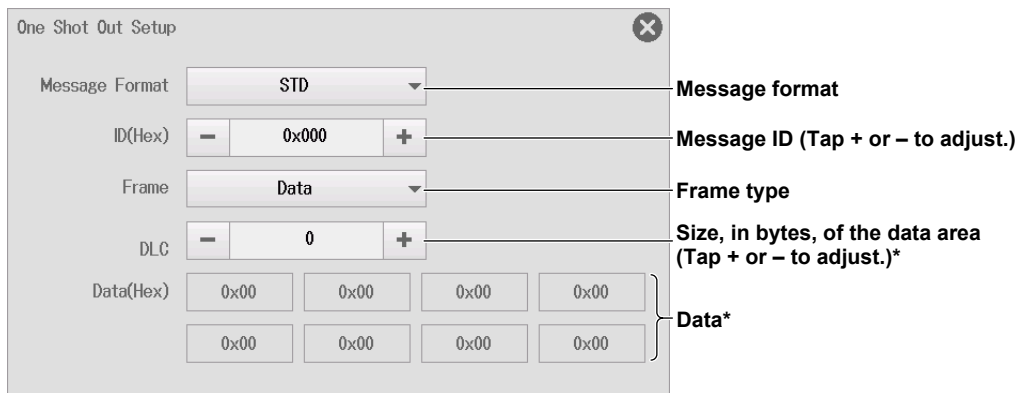 One Shot Out Setup
Message Format STD Message format
ID(Hex) − 0x000 + Message ID (Tap + or – to adjust.)
Frame Data Frame type
DLC − 0 + Size, in bytes, of the data area
(Tap + or – to adjust.)*
Data(Hex) 0x00 0x00 0x00 0x00
Data*
0x00 0x00 0x00 0x00